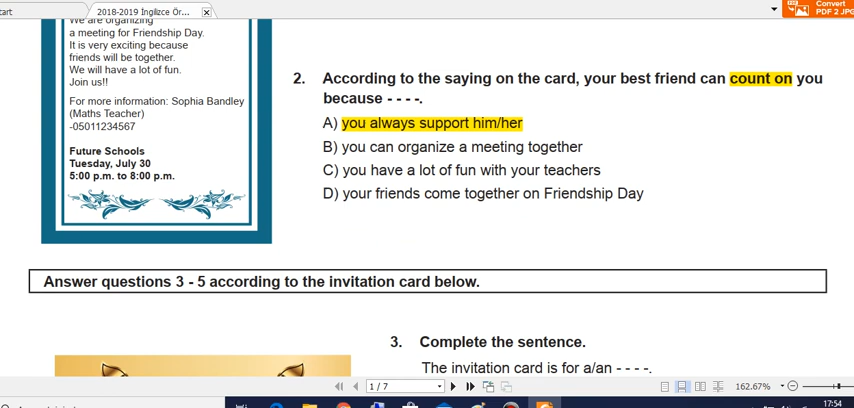 tart
2018-2019 İngilizce Ör...
Convert
PDF 2 JPG
We are organizing
a meeting for Friendship Day.
It is very exciting because
friends will be together.
We will have a lot of fun.
Join us!!
For more information: Sophia Bandley
(Maths Teacher)
-05011234567
Future Schools
Tuesday, July 30
5:00 p.m. to 8:00 p.m.
2. According to the saying on the card, your best friend can count on you
because - - - -.
A) you always support him/her
B) you can organize a meeting together
C) you have a lot of fun with your teachers
D) your friends come together on Friendship Day
Answer questions 3 - 5 according to the invitation card below.
3. Complete the sentence.
The invitation card is for a/an - - - -.
1 / 7
162.67%
17:54